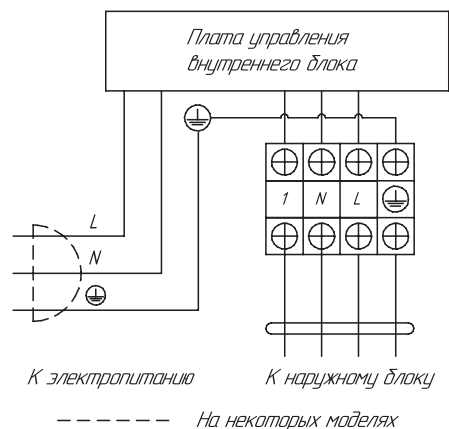 Плата управления
внутреннего блока
L
N
1 N L
К электропитанию
К наружному блоку
На некоторых моделях